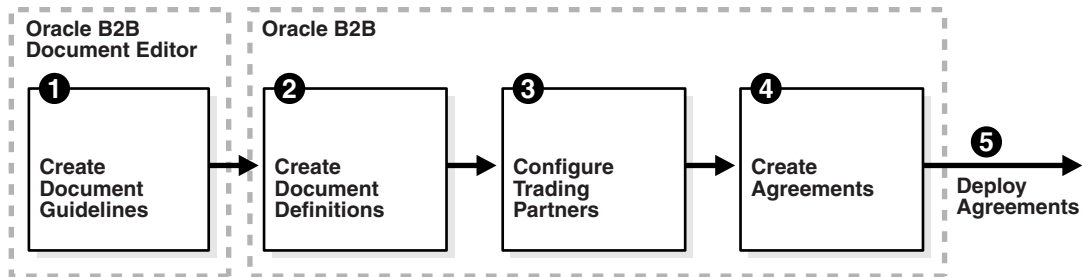 Oracle B2B
Document Editor
Oracle B2B
1
Create
Document
Guidelines
2
Create
Document
Definitions
3
Configure
Trading
Partners
4
Create
Agreements
5
Deploy
Agreements